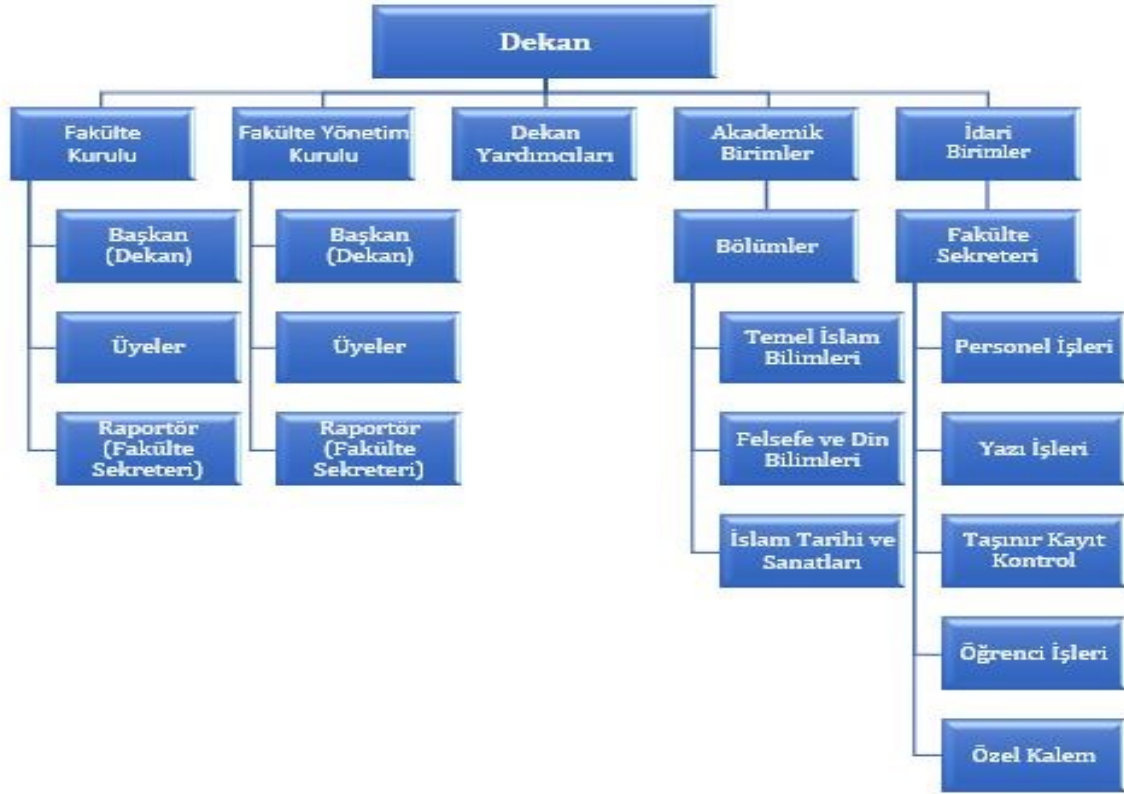 Dekan
Fakülte
Kurulu
Fakülte Yönetim
Kurulu
Dekan
Yardımcıları
Akademik
Birimler
İdari
Birimler
Başkan
(Dekan)
Üyeler
Raportör
(Fakülte
Sekreteri)
Başkan
(Dekan)
Üyeler
Raportör
(Fakülte
Sekreteri)
Bölümler
Temel İslam
Bilimleri
Felsefe ve Din
Bilimleri
İslam Tarihi ve
Sanatları
Fakülte
Sekreteri
Personel İşleri
Yazı İşleri
Taşınır Kayıt
Kontrol
Öğrenci İşleri
Özel Kalem